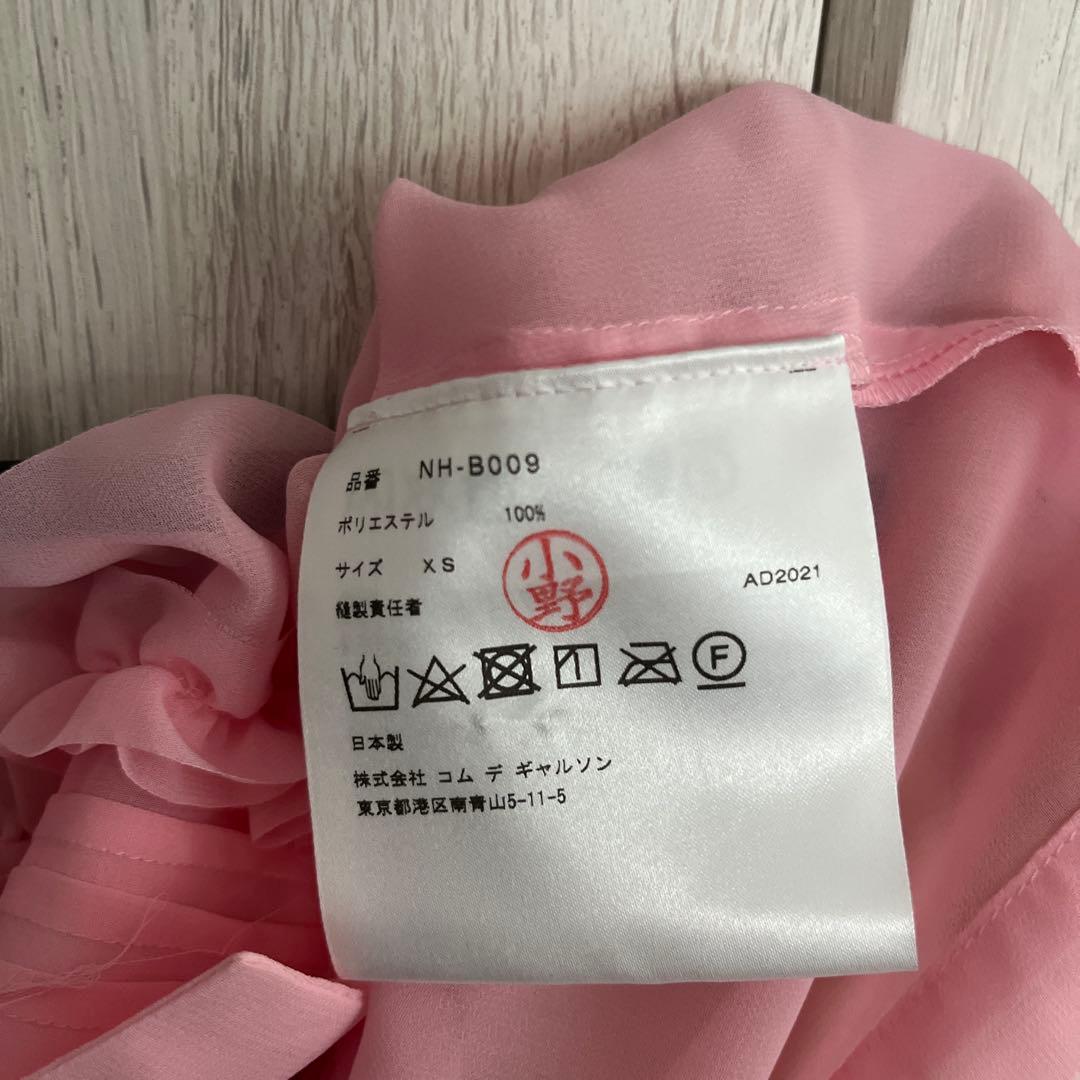 品番 NH-B009
ポリエステル 100%
サイズ XS
小野
AD2021
縫製責任者
F
日本製
株式会社 コム デ ギャルソン
東京都港区南青山5-11-5